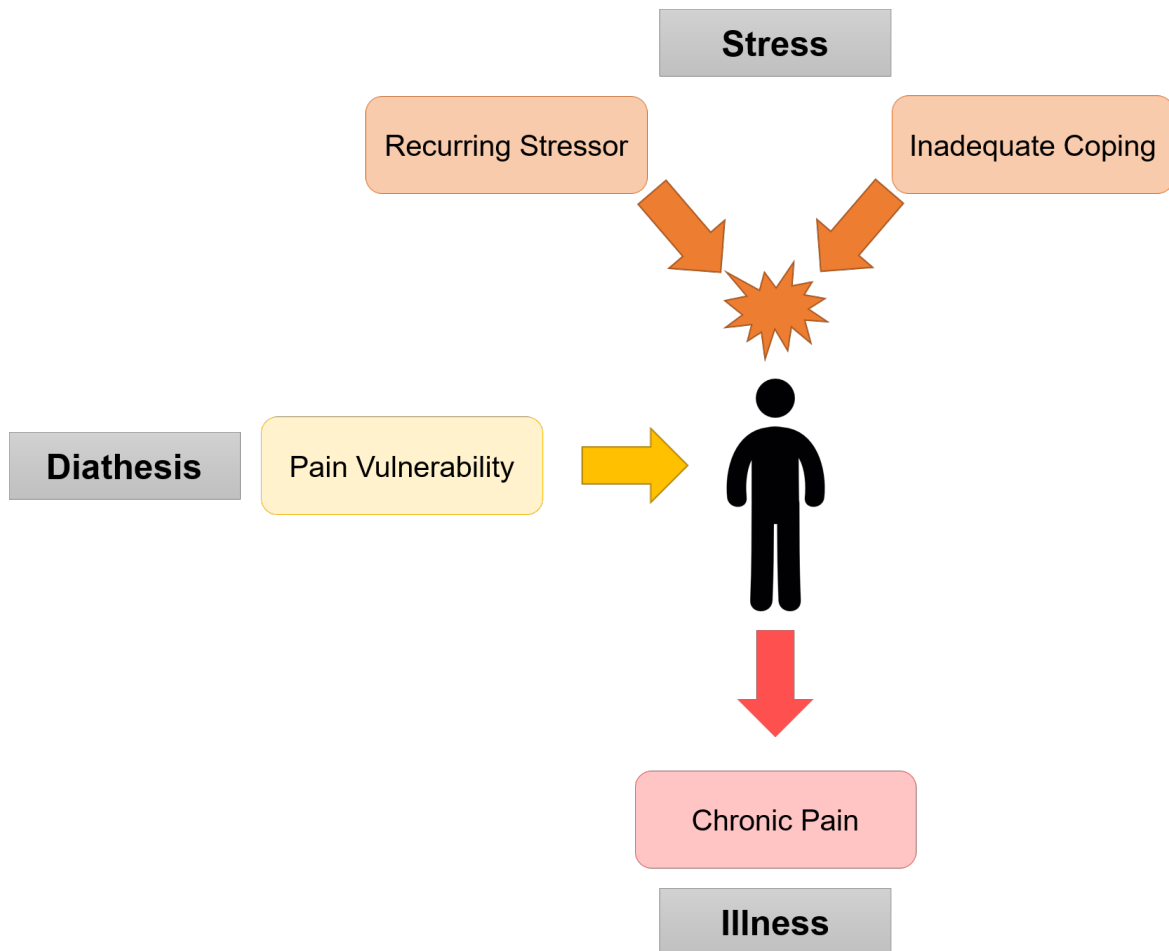 Stress
Recurring Stressor
Inadequate Coping
Diathesis
Pain Vulnerability
Chronic Pain
Illness